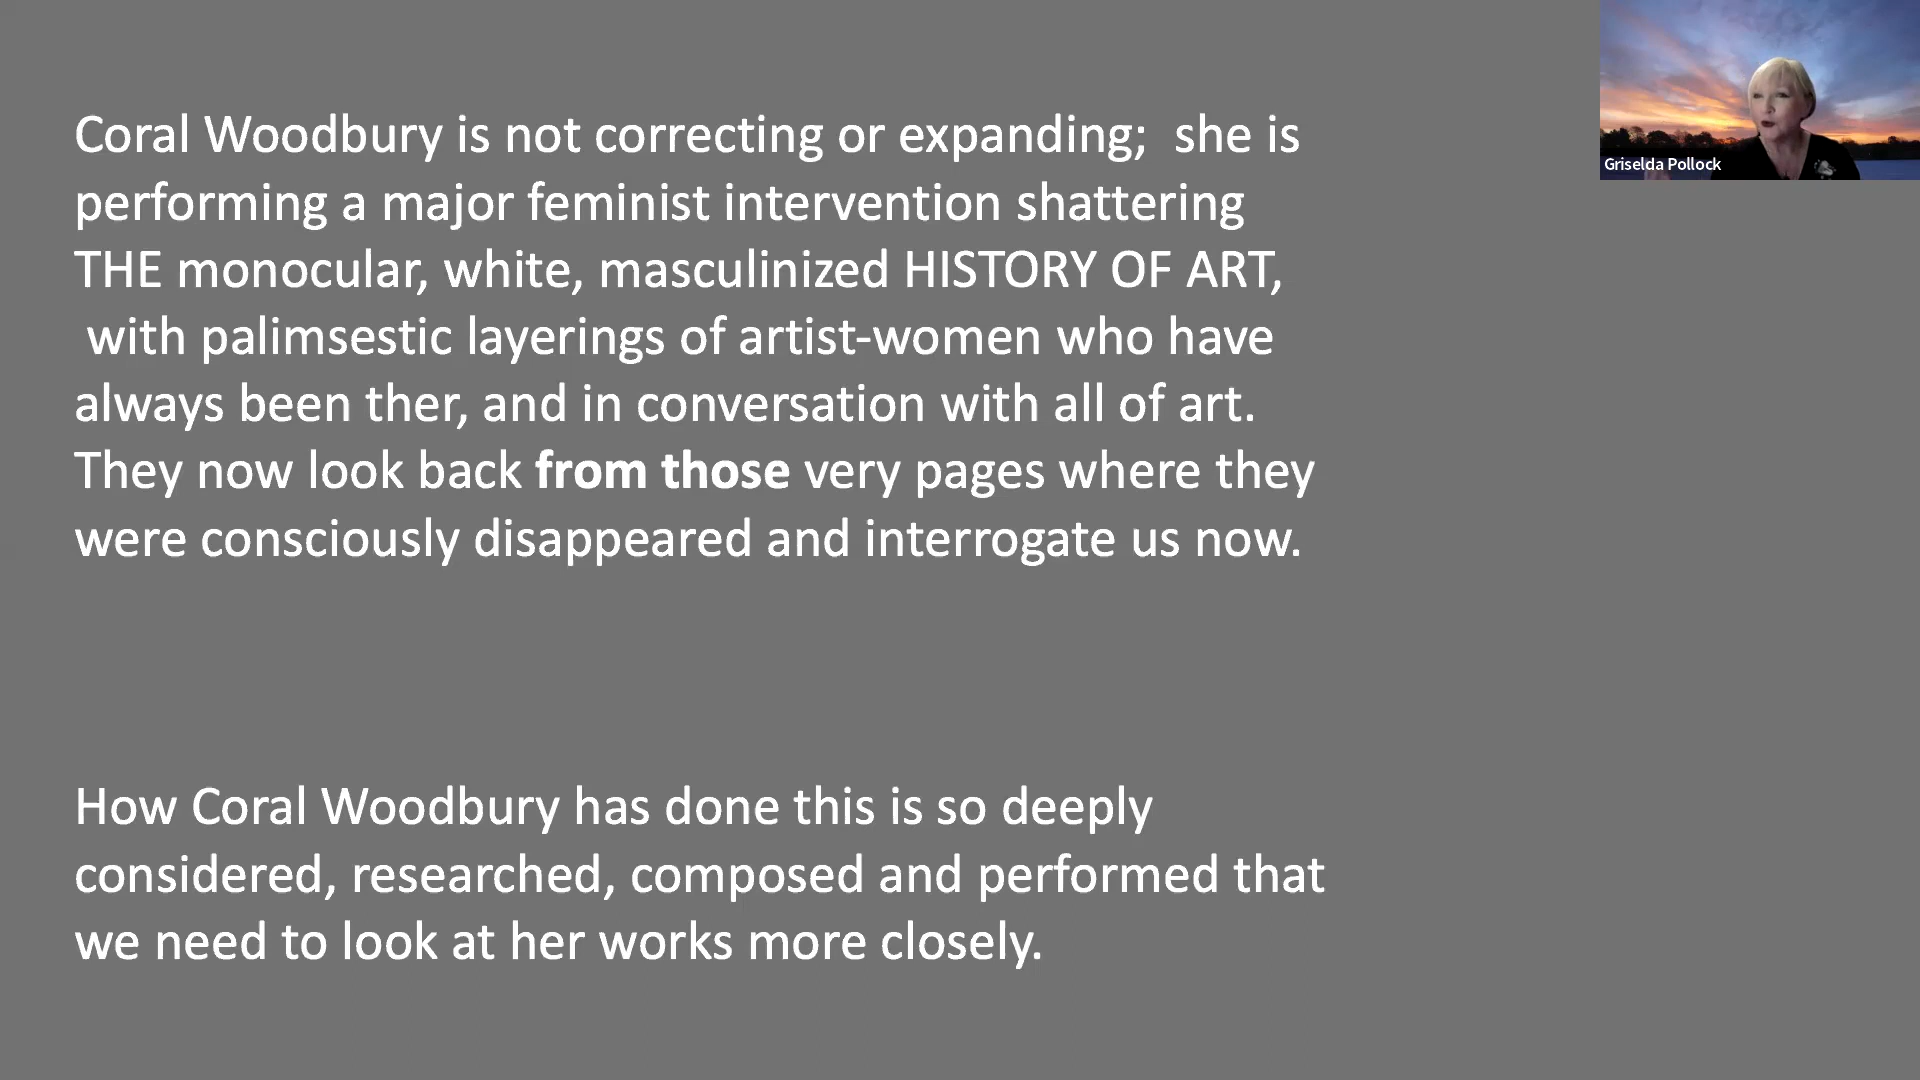 Coral Woodbury is not correcting or expanding;  she is
performing a major feminist intervention shattering
THE monocular, white, masculinized HISTORY OF ART,
with palimsestic layerings of artist-women who have
always been ther, and in conversation with all of art.
They now look back from those very pages where they
were consciously disappeared and interrogate us now.
How Coral Woodbury has done this is so deeply
considered, researched, composed and performed that
we need to look at her works more closely.
Griselda Pollock